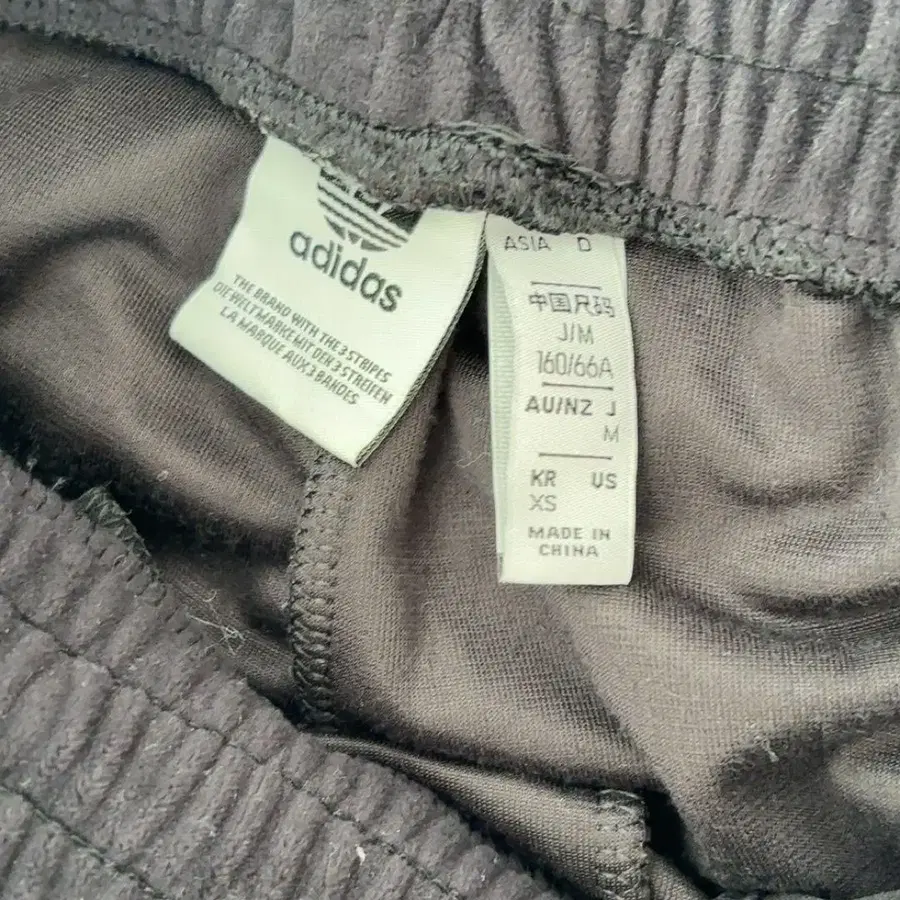 adidas
THE BRAND WITH THE 3 STRIPES
DIE WELTMARKE MIT DEN 3 STREIFEN
LA MARQUE AUX 3 BANDES
ASIA D
中国尺码
J/M
160/66A
AU/NZ J
M
KR US
XS
MADE IN
CHINA